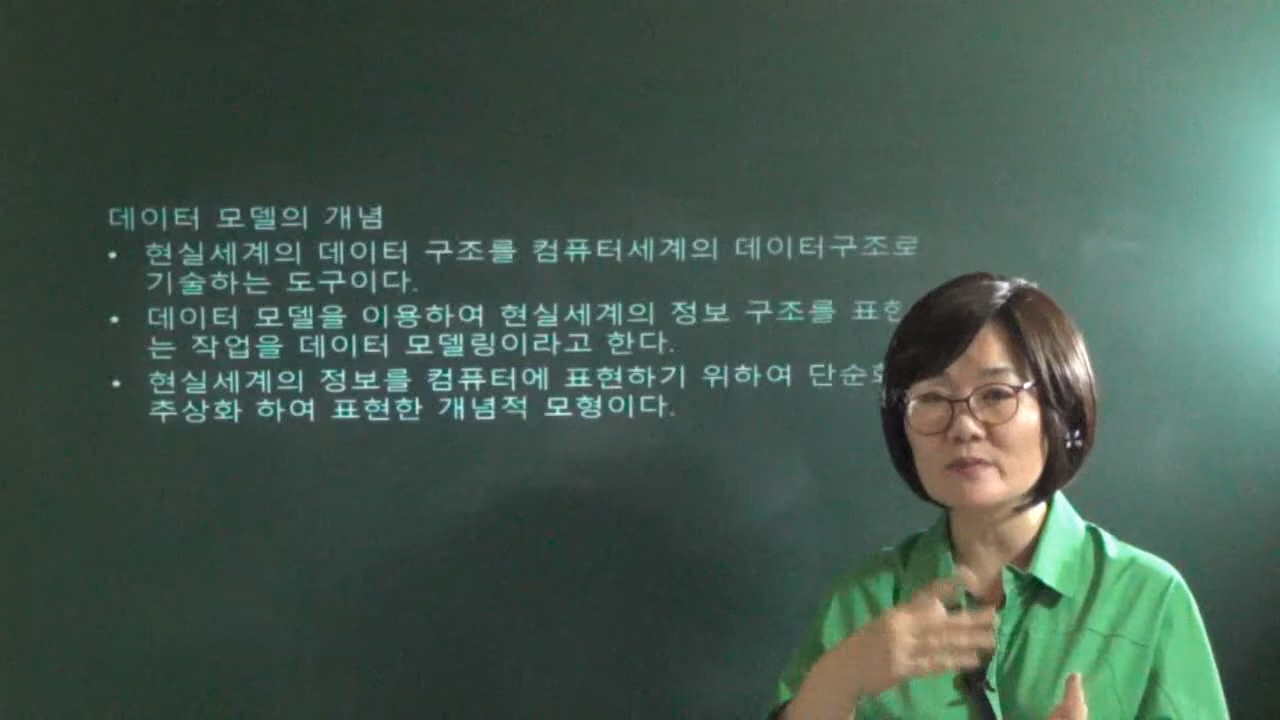 데이터 모델의 개념
• 현실세계의 데이터 구조를 컴퓨터세계의 데이터구조로
기술하는 도구이다.
• 데이터 모델을 이용하여 현실세계의 정보 구조를 표현
는 작업을 데이터 모델링이라고 한다.
• 현실세계의 정보를 컴퓨터에 표현하기 위하여 단순화
추상화 하여 표현한 개념적 모형이다.